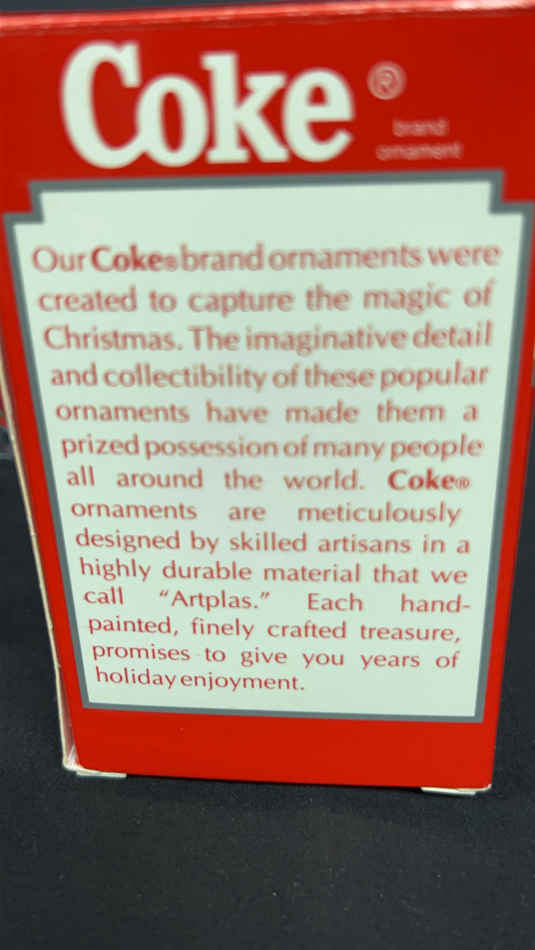 Coke ®
brand
ornament
Our Coke® brand ornaments were
created to capture the magic of
Christmas. The imaginative detail
and collectibility of these popular
ornaments have made them a
prized possession of many people
all around the world. Coke®
ornaments are meticulously
designed by skilled artisans in a
highly durable material that we
call “Artplas.” Each hand-
painted, finely crafted treasure,
promises to give you years of
holiday enjoyment.